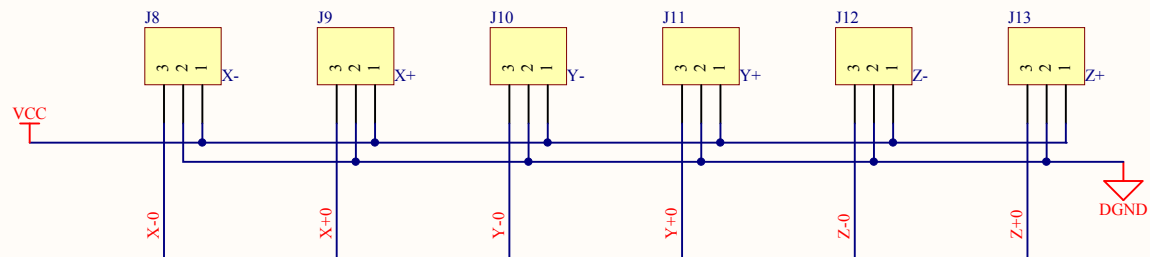 J8 J9 J10 J11 J12 J13
3 2 1 X- 3 2 1 X+ 3 2 1 Y- 3 2 1 Y+ 3 2 1 Z- 3 2 1 Z+
VCC
DGND
X-0 X+0 Y-0 Y+0 Z-0 Z+0